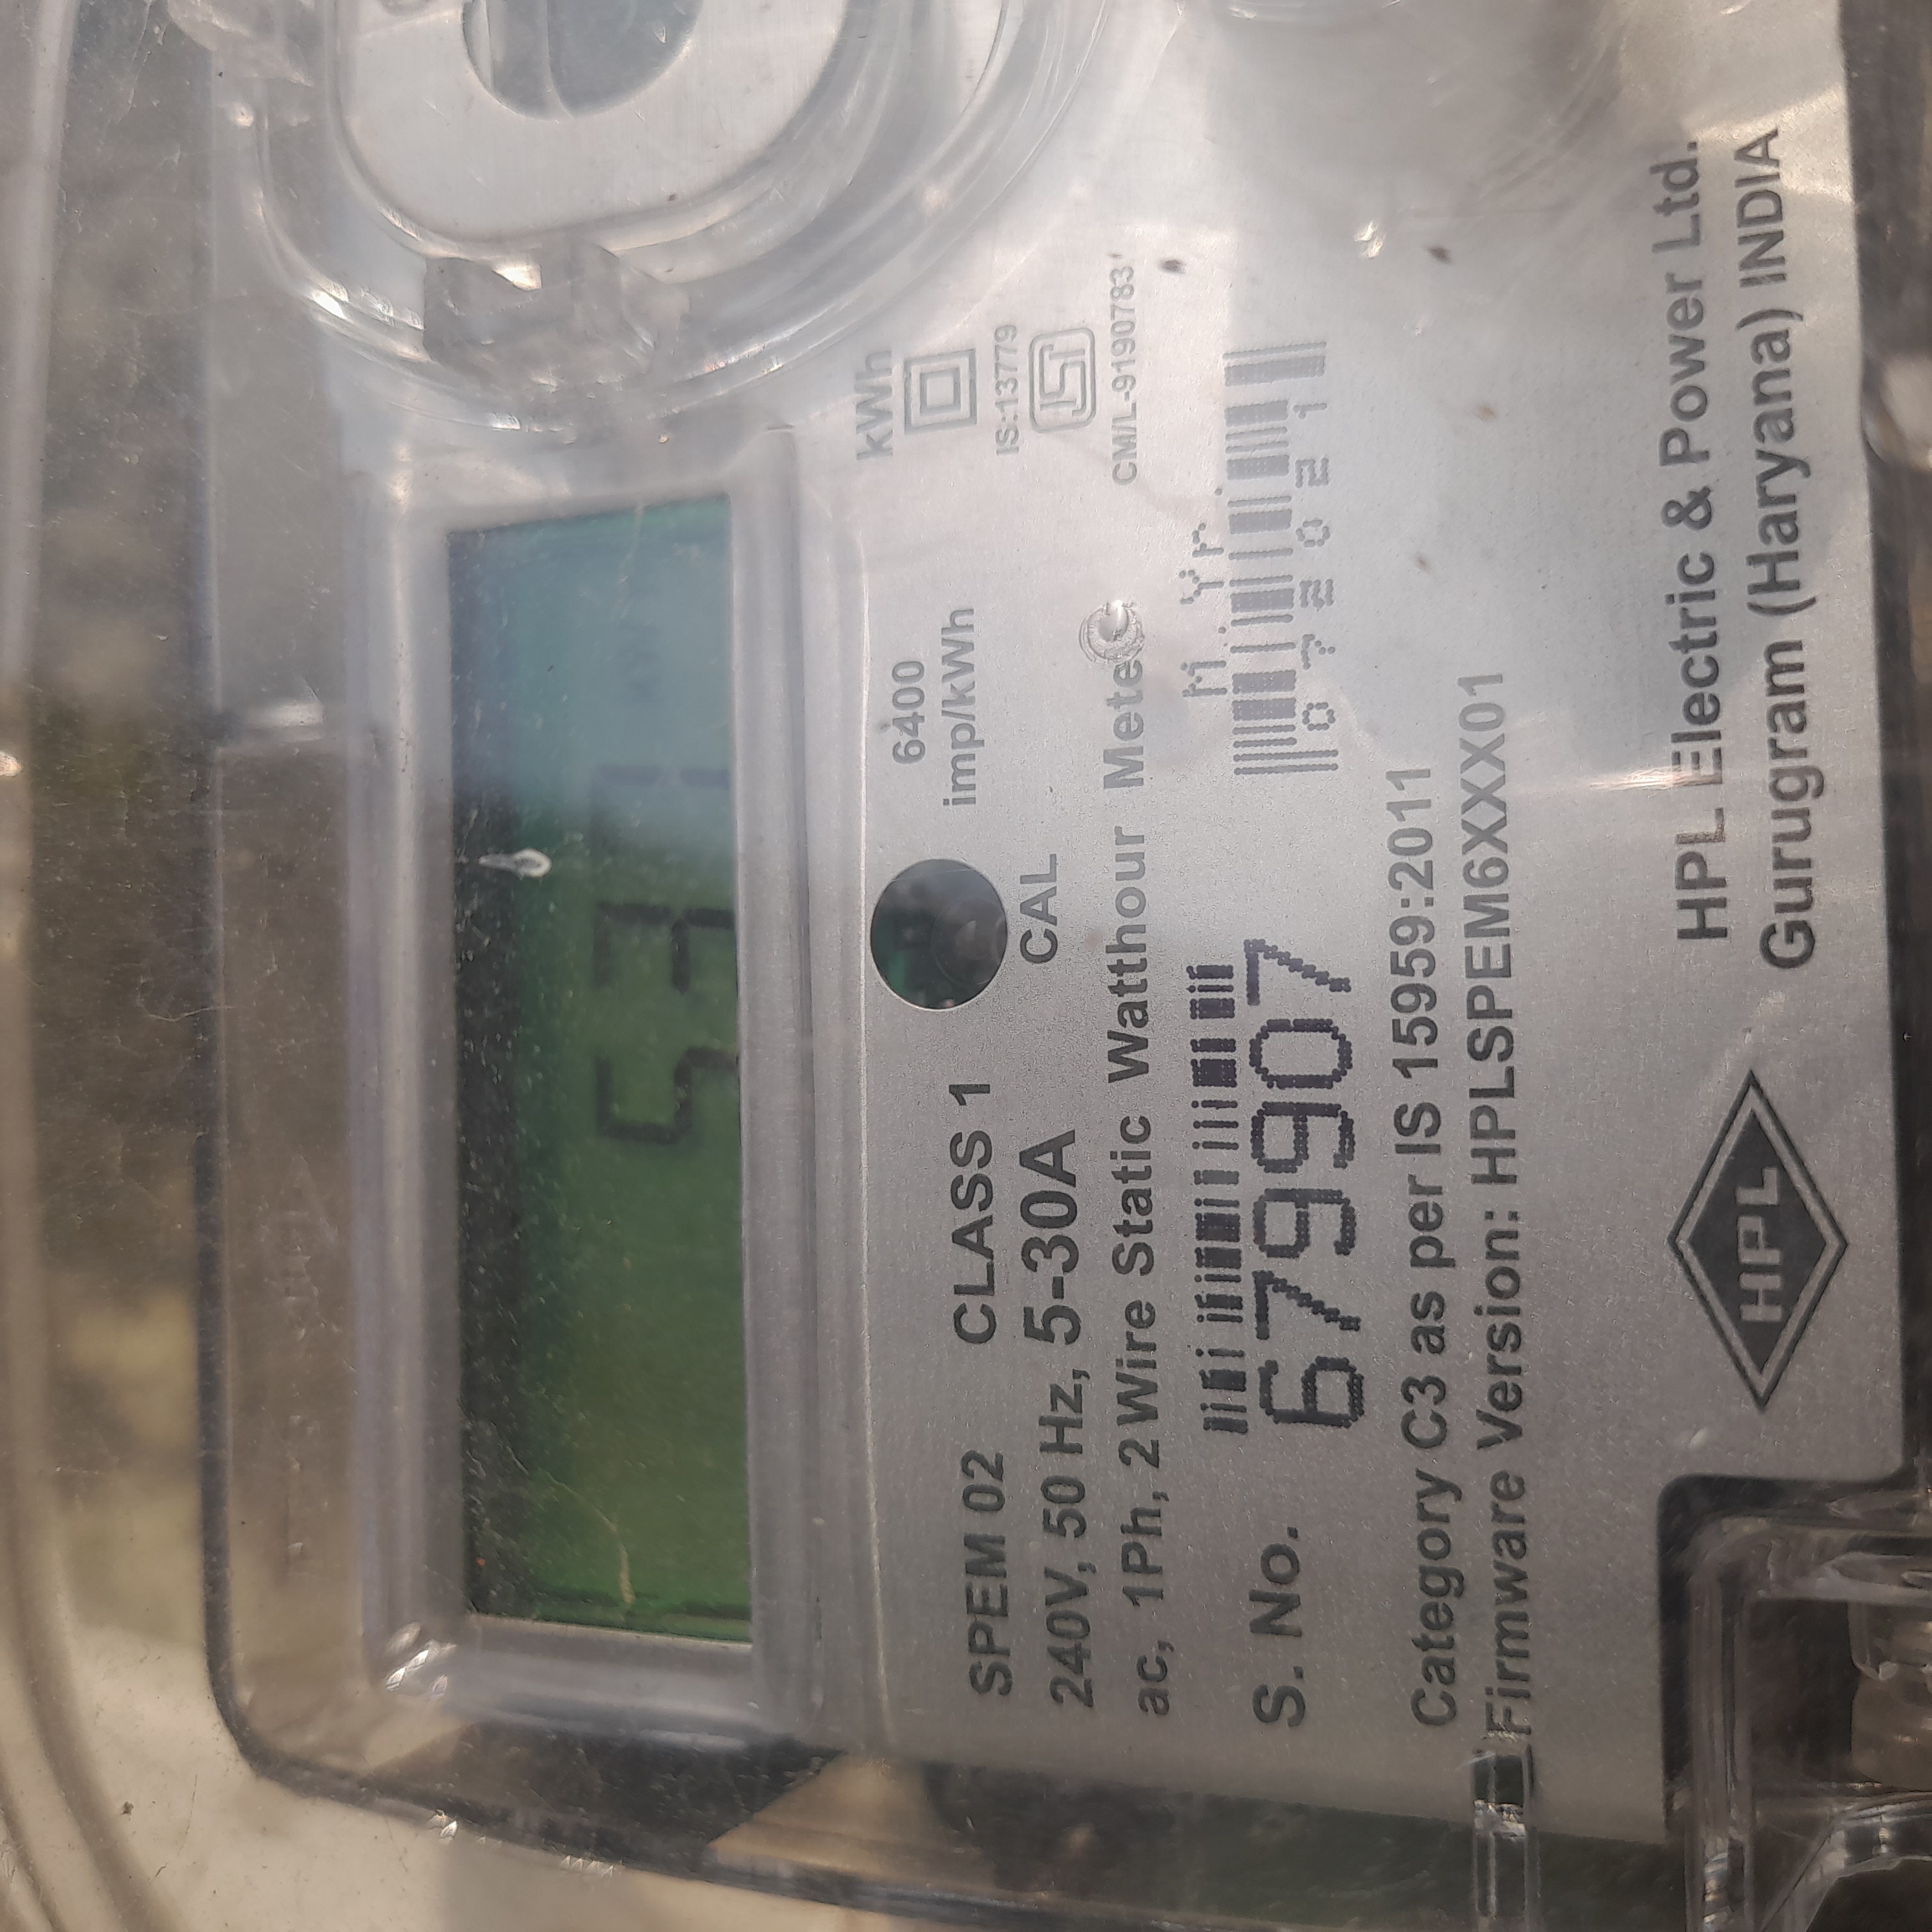 kWh
6400
imp/kWh
CAL
IS:13779
CM/L-9190783
SPEM 02 CLASS 1
240V, 50 Hz, 5-30A
ac, 1Ph, 2 Wire Static Watthour Meter
M. Yr.
S. No. 679907
072021
Category C3 as per IS 15959:2011
Firmware Version: HPLSPEM6XXX01
HPL
HPL Electric & Power Ltd.
Gurugram (Haryana) INDIA